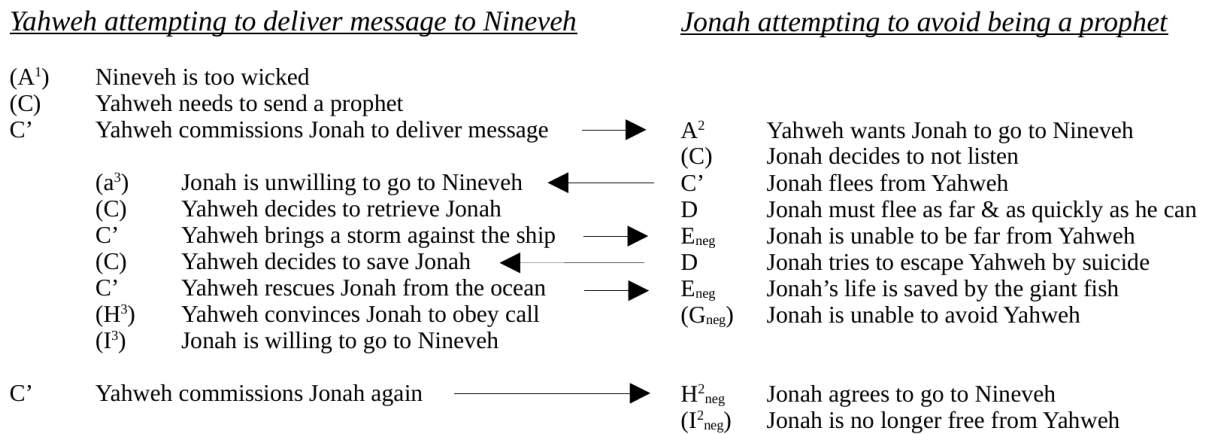 Yahweh attempting to deliver message to Nineveh
Jonah attempting to avoid being a prophet
(A¹) Nineveh is too wicked
(C) Yahweh needs to send a prophet
C’ Yahweh commissions Jonah to deliver message
A² Yahweh wants Jonah to go to Nineveh
(C) Jonah decides to not listen
(a³) Jonah is unwilling to go to Nineveh
C’ Jonah flees from Yahweh
(C) Yahweh decides to retrieve Jonah
D Jonah must flee as far & as quickly as he can
C’ Yahweh brings a storm against the ship
Eneg Jonah is unable to be far from Yahweh
(C) Yahweh decides to save Jonah
D Jonah tries to escape Yahweh by suicide
C’ Yahweh rescues Jonah from the ocean
Eneg Jonah’s life is saved by the giant fish
(H³) Yahweh convinces Jonah to obey call
(Gneg) Jonah is unable to avoid Yahweh
(I³) Jonah is willing to go to Nineveh
C’ Yahweh commissions Jonah again
H²neg Jonah agrees to go to Nineveh
(I²neg) Jonah is no longer free from Yahweh